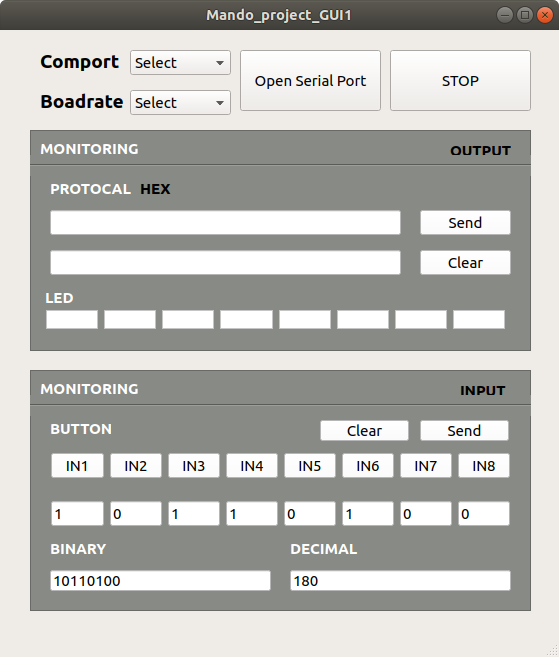 Mando_project_GUI1
Comport Select Open Serial Port STOP
Boadrate Select
MONITORING OUTPUT
PROTOCAL HEX
Send
Clear
LED
MONITORING INPUT
BUTTON Clear Send
IN1 IN2 IN3 IN4 IN5 IN6 IN7 IN8
1 0 1 1 0 1 0 0
BINARY DECIMAL
10110100 180